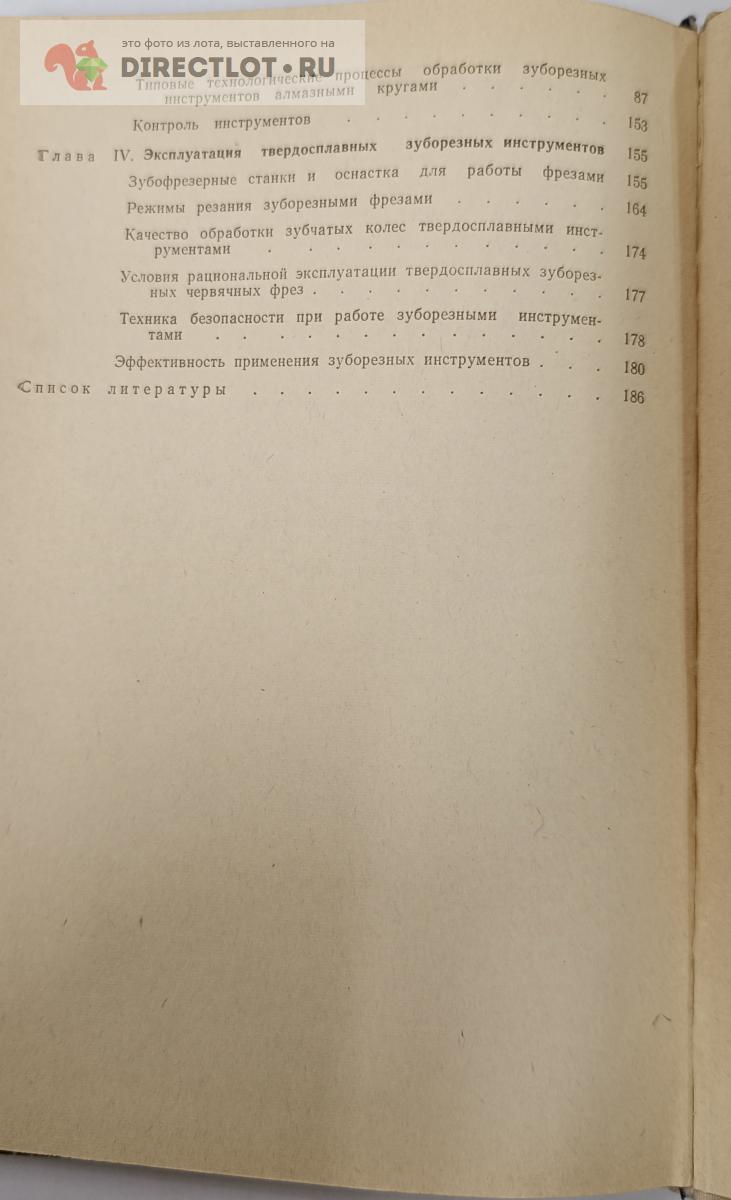 это фото из лота, выставленного на
DIRECTLOT.RU
Типовые технологические процессы обработки зуборезных
инструментов алмазными кругами . . . . . . 87
Контроль инструментов . . . . . . . . . . 153
Глава IV. Эксплуатация твердосплавных зуборезных инструментов 155
Зубофрезерные станки и оснастка для работы фрезами 155
Режимы резания зуборезными фрезами . . . . . . 164
Качество обработки зубчатых колес твердосплавными инст-
рументами . . . . . . . . . . . . . 174
Условия рациональной эксплуатации твердосплавных зуборез-
ных червячных фрез . . . . . . . . . . . 177
Техника безопасности при работе зуборезными инструмен-
тами . . . . . . . . . . . . . . 178
Эффективность применения зуборезных инструментов . . . 180
Список литературы . . . . . . . . . . . . . 186